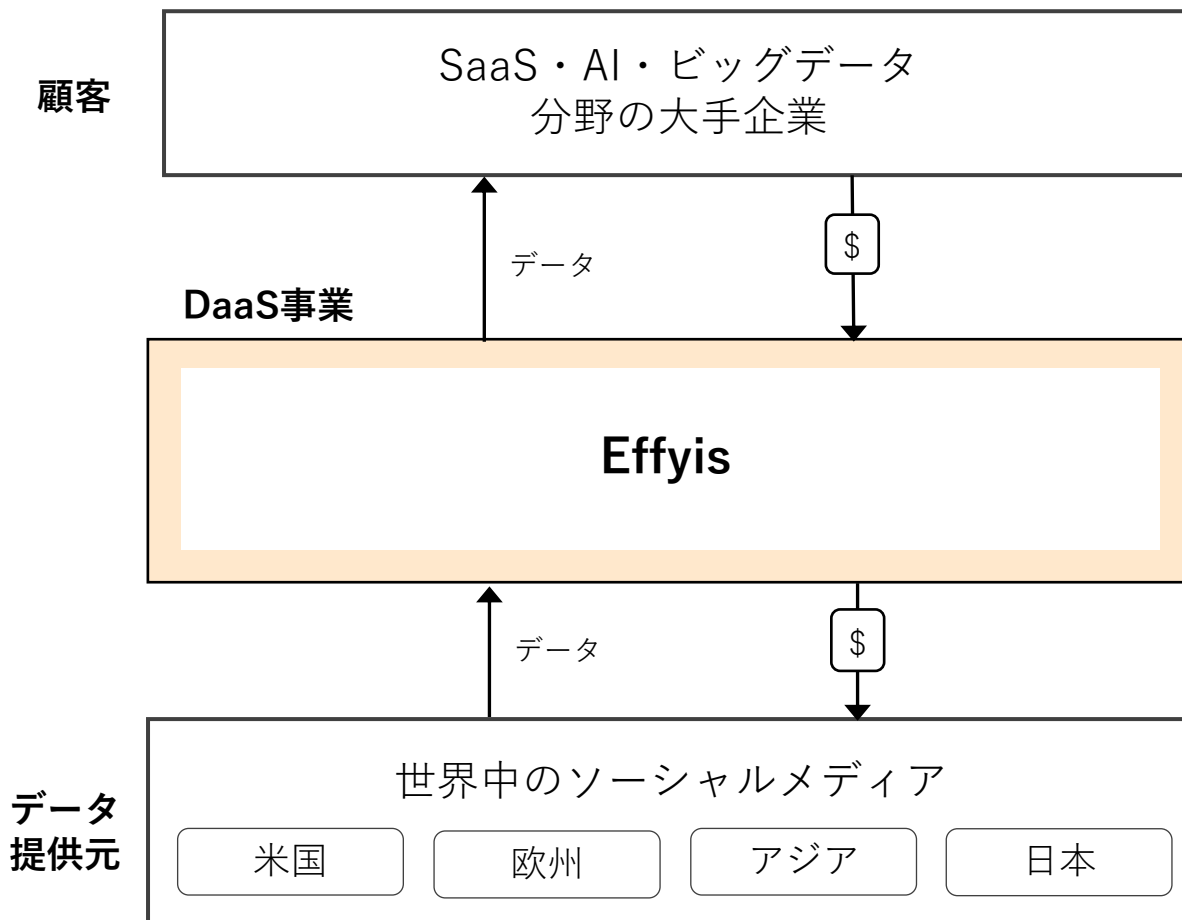 顧客
SaaS・AI・ビッグデータ
分野の大手企業
データ
$
DaaS事業
Effyis
データ
$
データ
提供元
世界中のソーシャルメディア
米国
欧州
アジア
日本